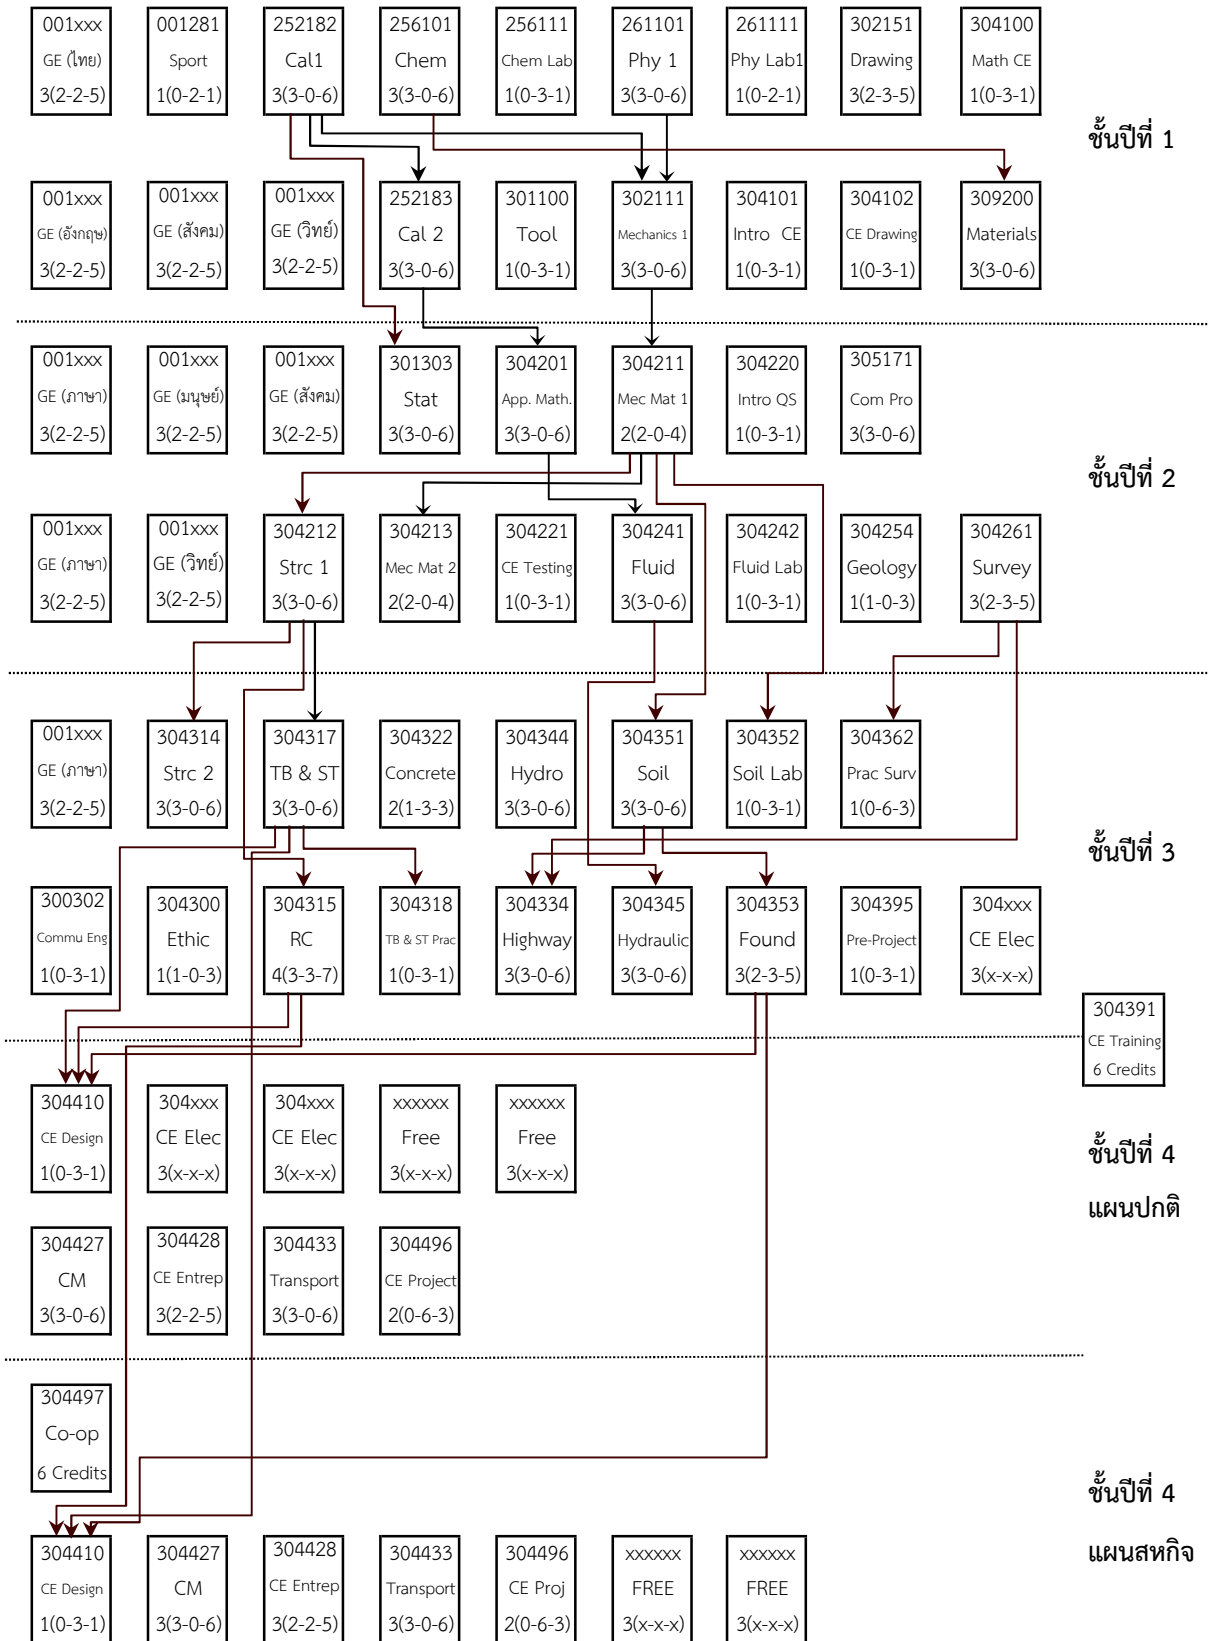 001xxx
GE (ไทย)
3(2-2-5)
001281
Sport
1(0-2-1)
252182
Cal1
3(3-0-6)
256101
Chem
3(3-0-6)
256111
Chem Lab
1(0-3-1)
261101
Phy 1
3(3-0-6)
261111
Phy Lab1
1(0-2-1)
302151
Drawing
3(2-3-5)
304100
Math CE
1(0-3-1)
ชั้นปีที่ 1
001xxx
GE (อังกฤษ)
3(2-2-5)
001xxx
GE (สังคม)
3(2-2-5)
001xxx
GE (วิทย์)
3(2-2-5)
252183
Cal 2
3(3-0-6)
301100
Tool
1(0-3-1)
302111
Mechanics 1
3(3-0-6)
304101
Intro CE
1(0-3-1)
304102
CE Drawing
1(0-3-1)
309200
Materials
3(3-0-6)
001xxx
GE (ภาษา)
3(2-2-5)
001xxx
GE (มนุษย์)
3(2-2-5)
001xxx
GE (สังคม)
3(2-2-5)
301303
Stat
3(3-0-6)
304201
App. Math.
3(3-0-6)
304211
Mec Mat 1
2(2-0-4)
304220
Intro QS
1(0-3-1)
305171
Com Pro
3(3-0-6)
ชั้นปีที่ 2
001xxx
GE (ภาษา)
3(2-2-5)
001xxx
GE (วิทย์)
3(2-2-5)
304212
Strc 1
3(3-0-6)
304213
Mec Mat 2
2(2-0-4)
304221
CE Testing
1(0-3-1)
304241
Fluid
3(3-0-6)
304242
Fluid Lab
1(0-3-1)
304254
Geology
1(1-0-3)
304261
Survey
3(2-3-5)
001xxx
GE (ภาษา)
3(2-2-5)
304314
Strc 2
3(3-0-6)
304317
TB & ST
3(3-0-6)
304322
Concrete
2(1-3-3)
304344
Hydro
3(3-0-6)
304351
Soil
3(3-0-6)
304352
Soil Lab
1(0-3-1)
304362
Prac Surv
1(0-6-3)
ชั้นปีที่ 3
300302
Commu Eng
1(0-3-1)
304300
Ethic
1(1-0-3)
304315
RC
4(3-3-7)
304318
TB & ST Prac
1(0-3-1)
304334
Highway
3(3-0-6)
304345
Hydraulic
3(3-0-6)
304353
Found
3(2-3-5)
304395
Pre-Project
1(0-3-1)
304xxx
CE Elec
3(x-x-x)
304391
CE Training
6 Credits
304410
CE Design
1(0-3-1)
304xxx
CE Elec
3(x-x-x)
304xxx
CE Elec
3(x-x-x)
xxxxxx
Free
3(x-x-x)
xxxxxx
Free
3(x-x-x)
ชั้นปีที่ 4
แผนปกติ
304427
CM
3(3-0-6)
304428
CE Entrep
3(2-2-5)
304433
Transport
3(3-0-6)
304496
CE Project
2(0-6-3)
304497
Co-op
6 Credits
ชั้นปีที่ 4
แผนสหกิจ
304410
CE Design
1(0-3-1)
304427
CM
3(3-0-6)
304428
CE Entrep
3(2-2-5)
304433
Transport
3(3-0-6)
304496
CE Proj
2(0-6-3)
xxxxxx
FREE
3(x-x-x)
xxxxxx
FREE
3(x-x-x)